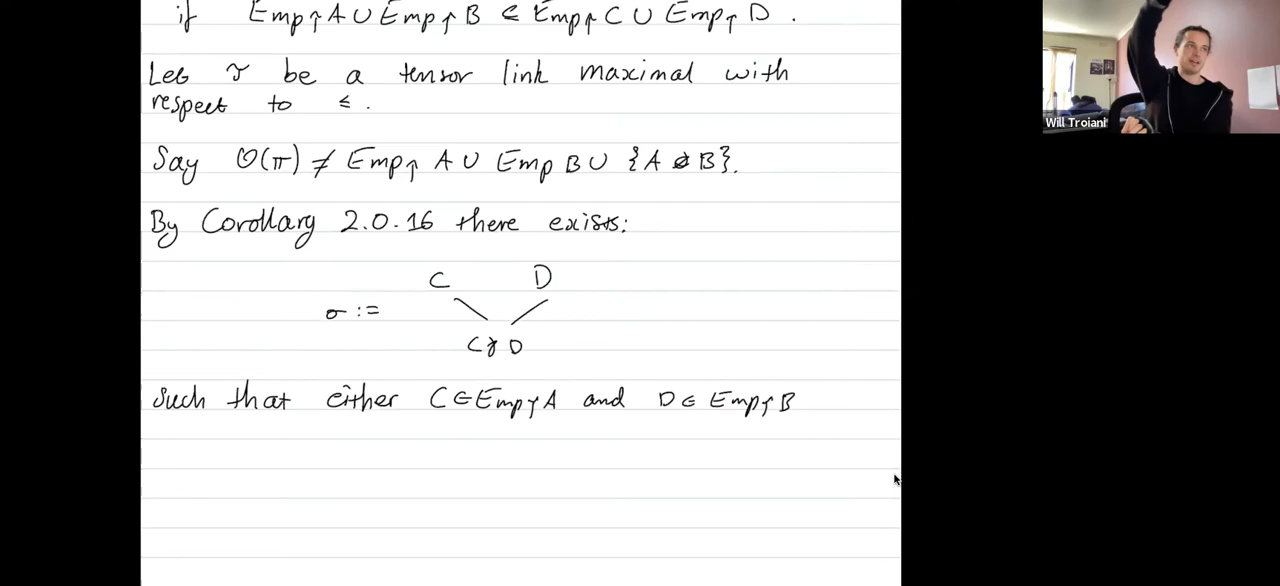 if Emp↑A ∪ Emp↑B ⊆ Emp↑C ∪ Emp↑D .
Let τ be a tensor link maximal with
respect to ≤ .
Say O(π) ≠ Emp↑ A ∪ Emp B ∪ {A ⊗ B}.
By Corollary 2.0.16 there exists:
C D
σ :=
C ⅋ D
Such that either C ∈ Emp↑A and D ∈ Emp↑B
Will Troiani